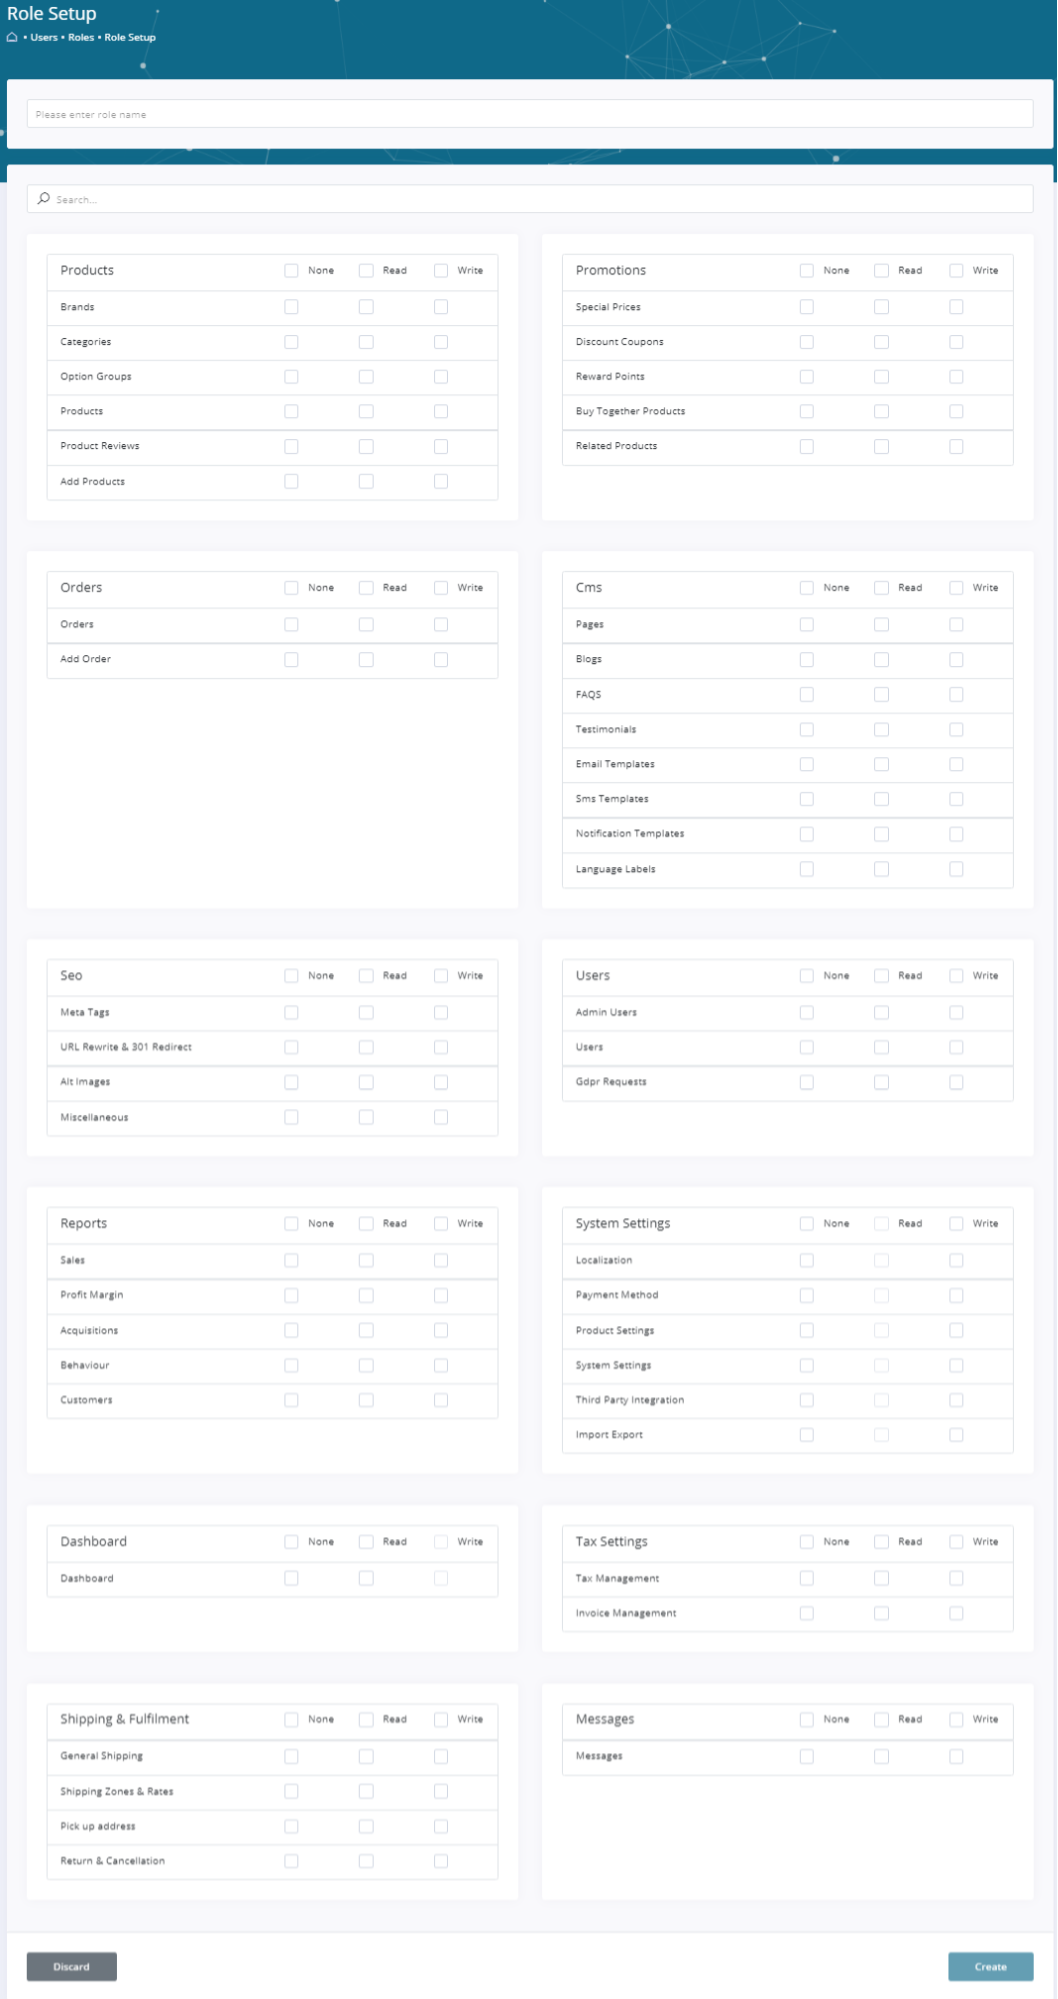 Role Setup
• Users • Roles • Role Setup
Please enter role name
Search...
Products None Read Write
Brands
Categories
Option Groups
Products
Product Reviews
Add Products
Promotions None Read Write
Special Prices
Discount Coupons
Reward Points
Buy Together Products
Related Products
Orders None Read Write
Orders
Add Order
Cms None Read Write
Pages
Blogs
FAQS
Testimonials
Email Templates
Sms Templates
Notification Templates
Language Labels
Seo None Read Write
Meta Tags
URL Rewrite & 301 Redirect
Alt Images
Miscellaneous
Users None Read Write
Admin Users
Users
Gdpr Requests
Reports None Read Write
Sales
Profit Margin
Acquisitions
Behaviour
Customers
System Settings None Read Write
Localization
Payment Method
Product Settings
System Settings
Third Party Integration
Import Export
Dashboard None Read Write
Dashboard
Tax Settings None Read Write
Tax Management
Invoice Management
Shipping & Fulfilment None Read Write
General Shipping
Shipping Zones & Rates
Pick up address
Return & Cancellation
Messages None Read Write
Messages
Discard
Create